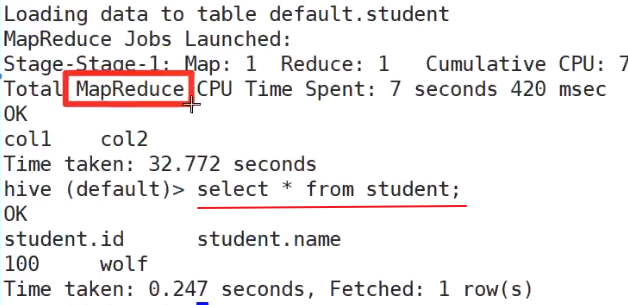 Loading data to table default.student
MapReduce Jobs Launched:
Stage-Stage-1: Map: 1  Reduce: 1   Cumulative CPU: 7
Total MapReduce CPU Time Spent: 7 seconds 420 msec
OK
col1    col2
Time taken: 32.772 seconds
hive (default)> select * from student;
OK
student.id      student.name
100     wolf
Time taken: 0.247 seconds, Fetched: 1 row(s)